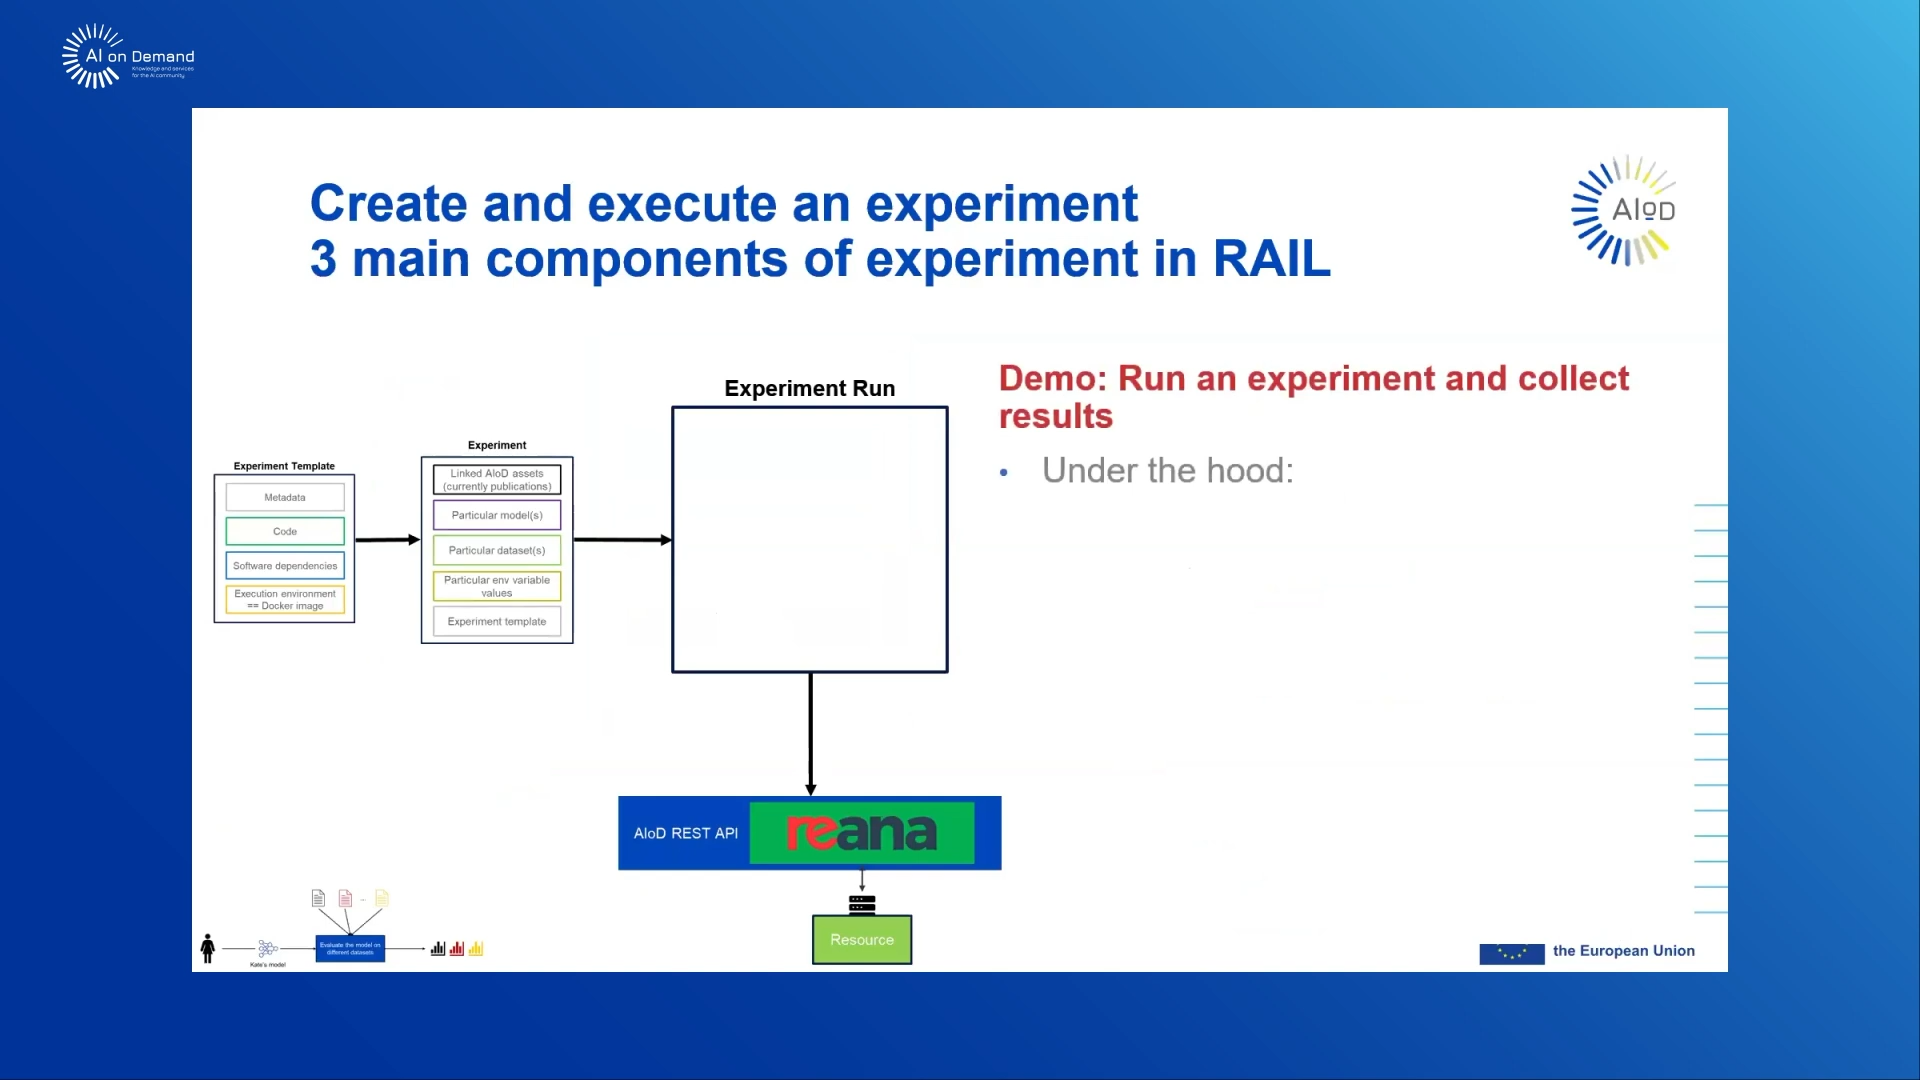 AI on Demand
Knowledge and services
for the AI community
Create and execute an experiment
3 main components of experiment in RAIL
AIoD
Experiment Run
Demo: Run an experiment and collect
results
• Under the hood:
Experiment Template
Metadata
Code
Software dependencies
Execution environment
== Docker image
Experiment
Linked AIoD assets
(currently publications)
Particular model(s)
Particular dataset(s)
Particular env variable
values
Experiment template
AIoD REST API
reana
Resource
...
Kate's model
Evaluate the model on
different datasets
the European Union